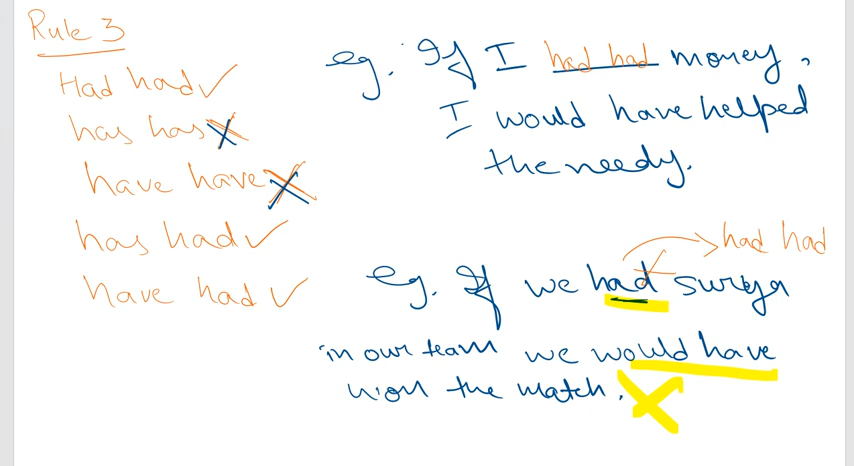 Rule 3
Had had ✓
has has ✗
have have ✗
has had ✓
have had ✓
eg. If I had had money,
I would have helped
the needy.
had had
eg. If we had surya
in our team we would have
won the match.